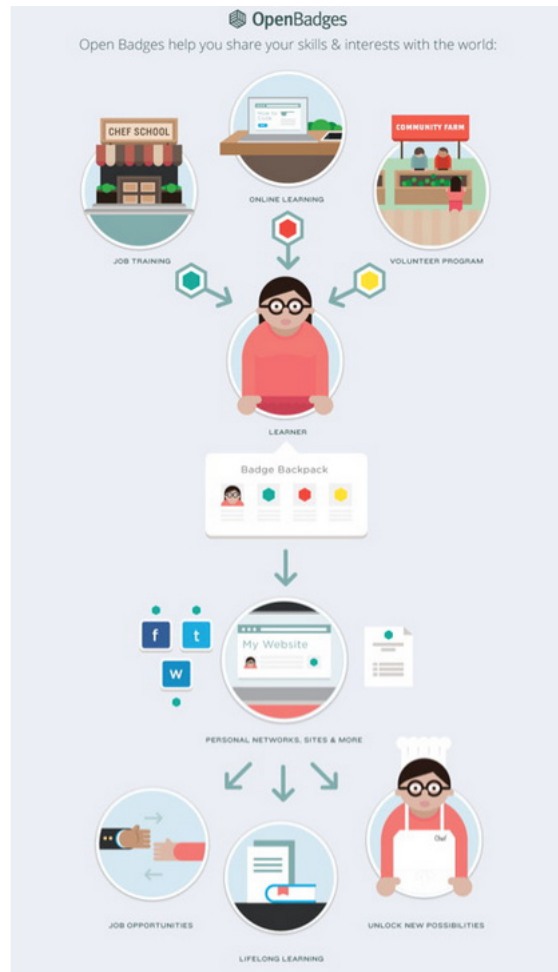 OpenBadges
Open Badges help you share your skills & interests with the world:
CHEF SCHOOL
COMMUNITY FARM
ONLINE LEARNING
JOB TRAINING
VOLUNTEER PROGRAM
LEARNER
Badge Backpack
f
t
w
My Website
PERSONAL NETWORKS, SITES & MORE
Chef
JOB OPPORTUNITIES
UNLOCK NEW POSSIBILITIES
LIFELONG LEARNING